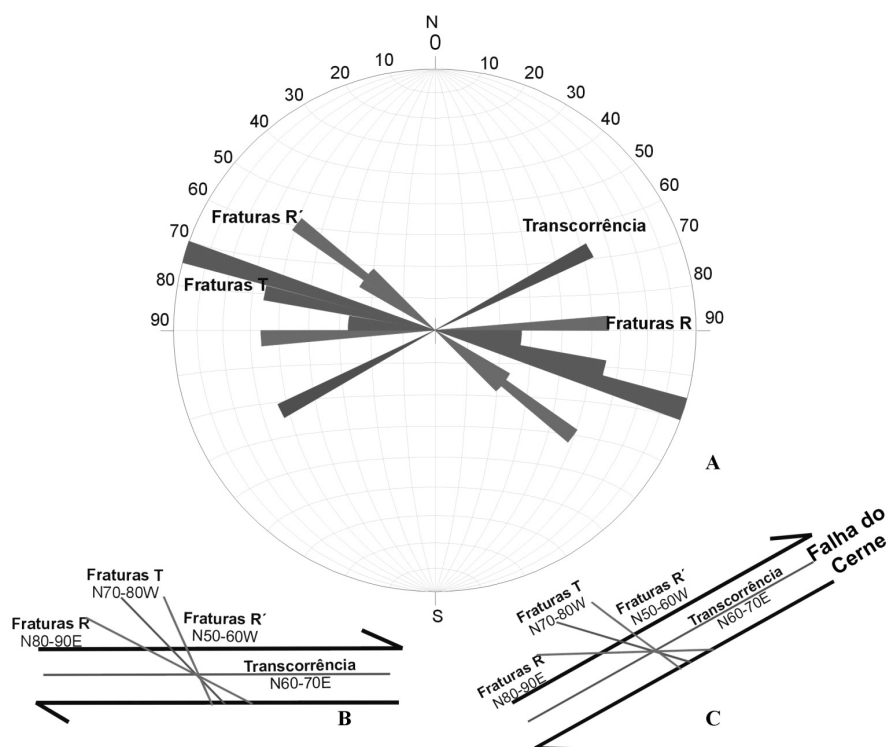 N
0
10
10
20
20
30
30
40
40
50
50
60
60
70
70
80
80
90
90
Fraturas R´
Transcorrência
Fraturas T
Fraturas R
A
S
Fraturas T
N70-80W
Fraturas R
N80-90E
Fraturas R´
N50-60W
Transcorrência
N60-70E
B
Falha do
Cerne
Fraturas T
N70-80W
Fraturas R´
N50-60W
Transcorrência
N60-70E
Fraturas R
N80-90E
C